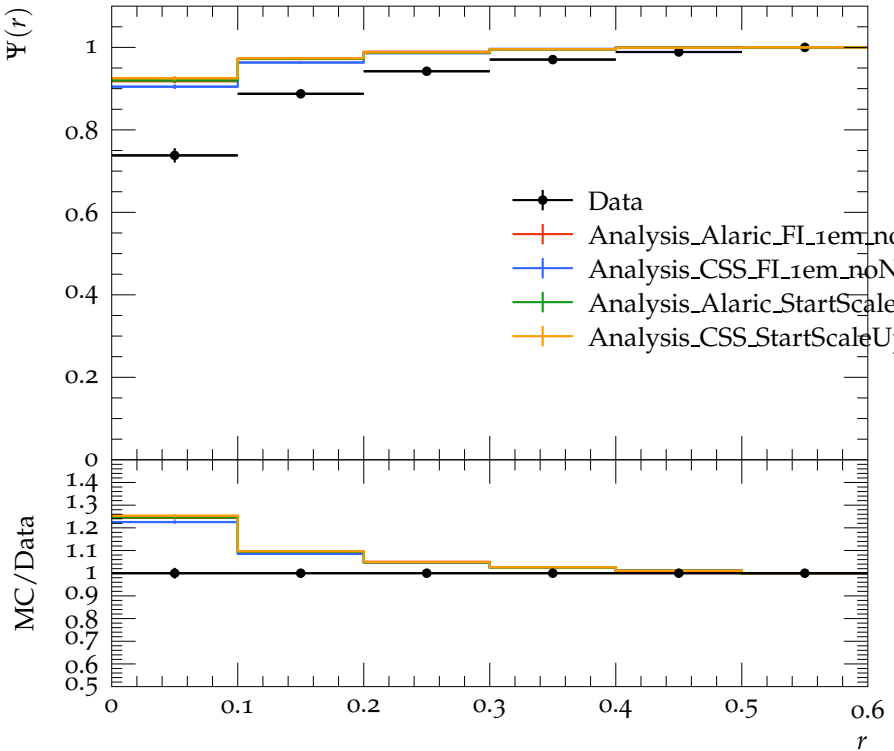 Ψ(r)
1
0.8
0.6
0.4
0.2
0
Data
Analysis_Alaric_FI_1em_no
Analysis_CSS_FI_1em_noN
Analysis_Alaric_StartScale
Analysis_CSS_StartScaleU
MC/Data
1.4
1.3
1.2
1.1
1
0.9
0.8
0.7
0.6
0.5
0 0.1 0.2 0.3 0.4 0.5 0.6
r